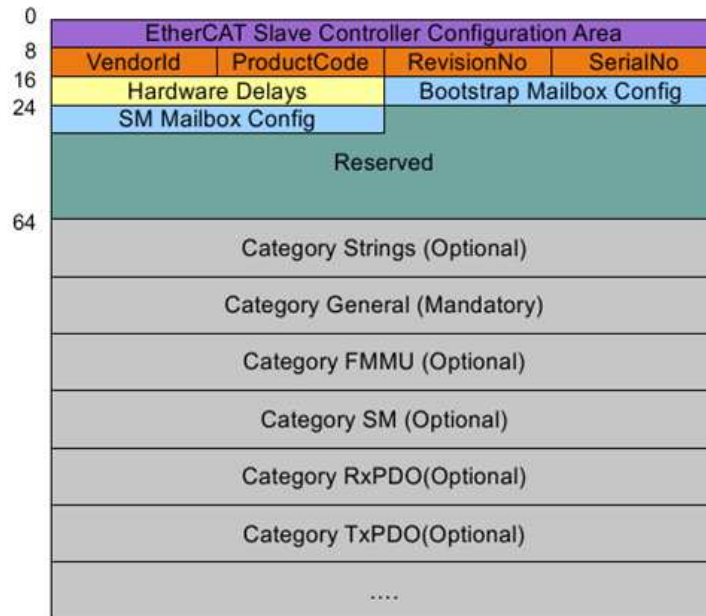 0
EtherCAT Slave Controller Configuration Area
8
VendorId ProductCode RevisionNo SerialNo
16
Hardware Delays Bootstrap Mailbox Config
24
SM Mailbox Config
Reserved
64
Category Strings (Optional)
Category General (Mandatory)
Category FMMU (Optional)
Category SM (Optional)
Category RxPDO(Optional)
Category TxPDO(Optional)
....